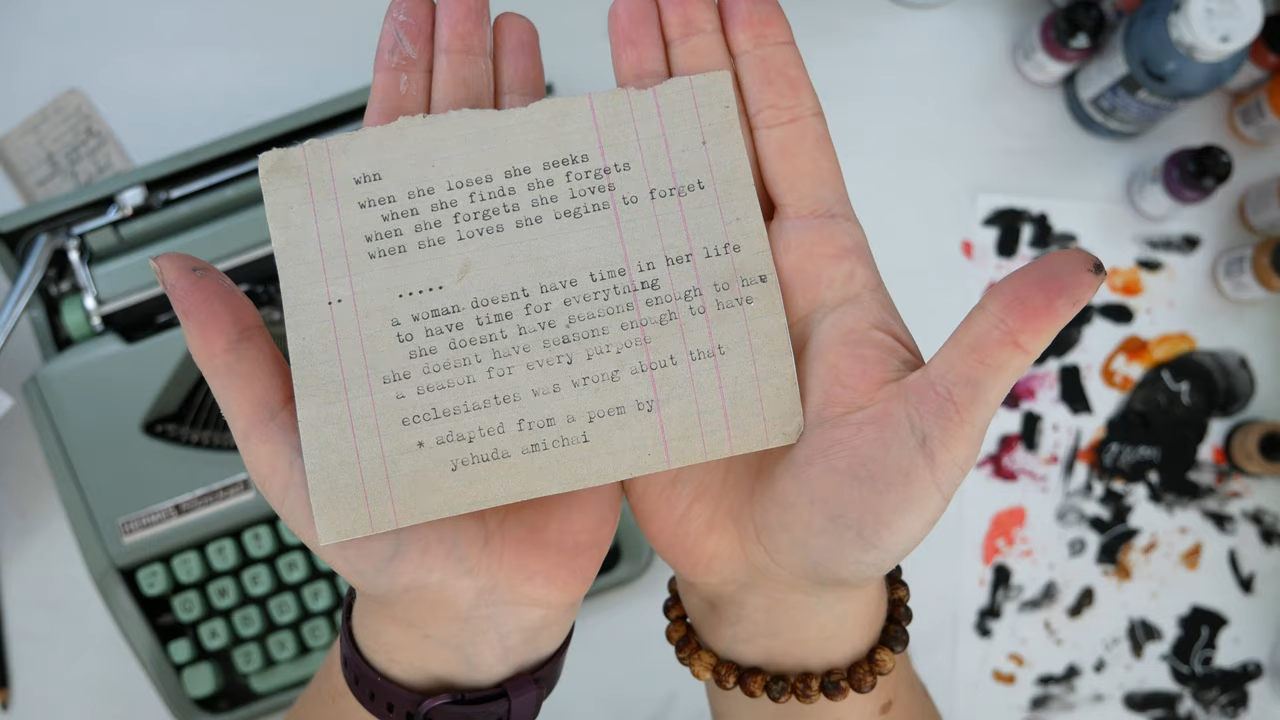 whn
when she loses she seeks
when she finds she forgets
when she forgets she loves
when she loves she begins to forget
.. .....
a woman doesnt have time in her life
to have time for everything
she doesnt have seasons enough to have
she doesnt have seasons enough to have
a season for every purpose
ecclesiastes was wrong about that
* adapted from a poem by
yehuda amichai
HERMES